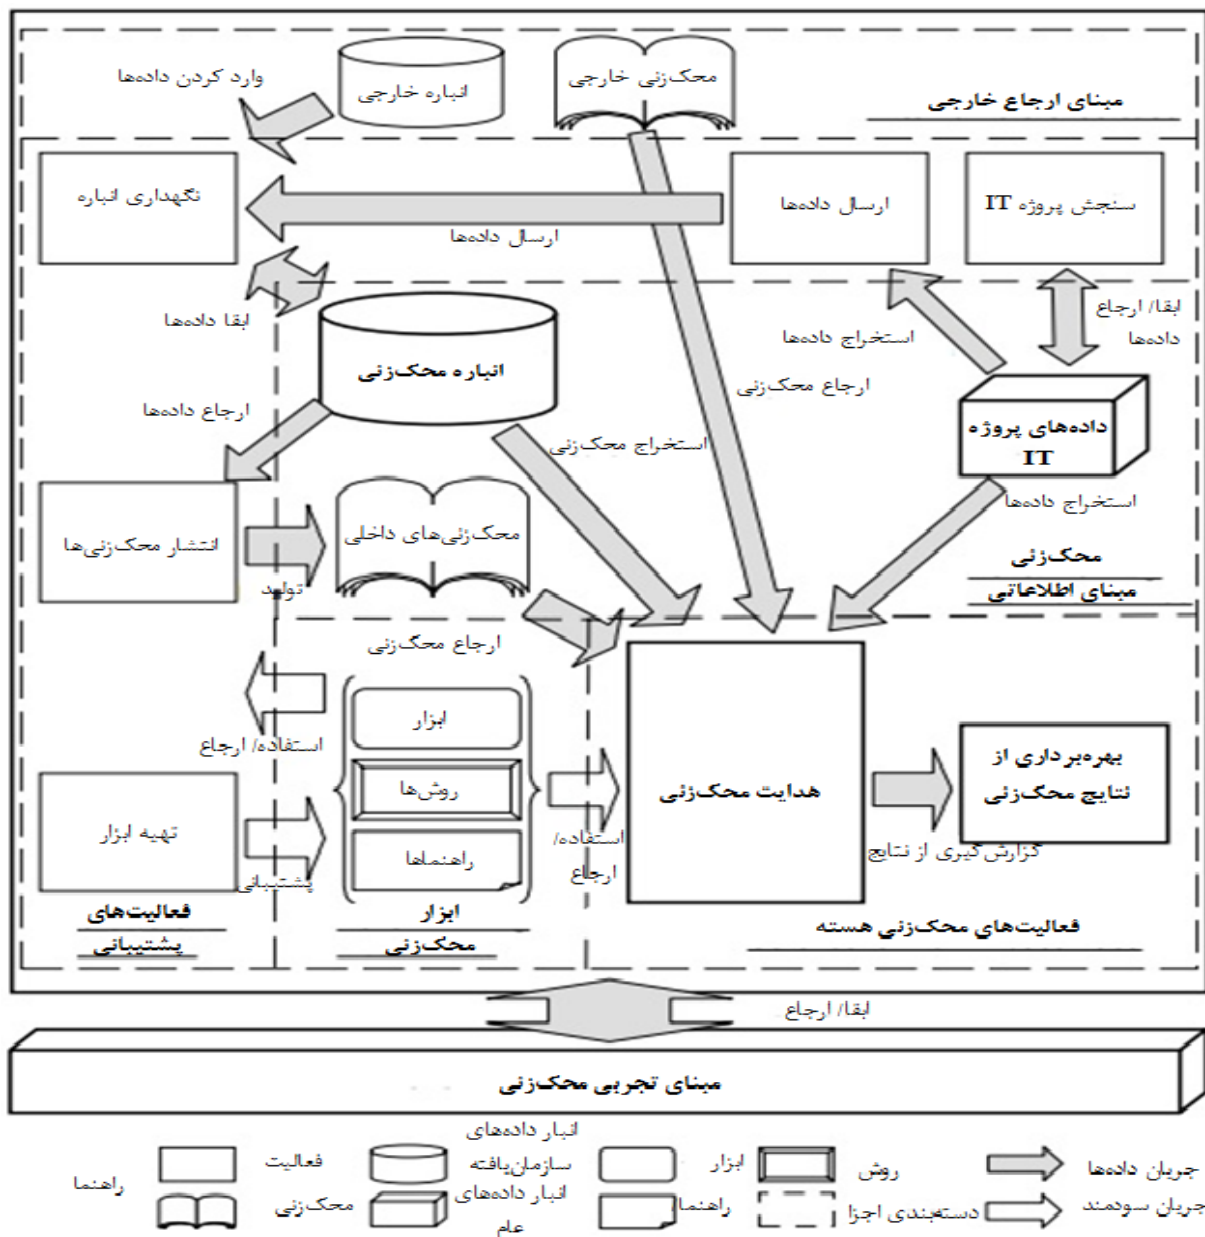 محک‌زنی خارجی
وارد کردن داده‌ها
انباره خارجی
مبنای ارجاع خارجی
سنجش پروژه IT
ارسال داده‌ها
نگهداری انباره
ارسال داده‌ها
ابقا/ ارجاع
داده‌ها
ابقا داده‌ها
استخراج داده‌ها
انباره محک‌زنی
ارجاع محک‌زنی
ارجاع داده‌ها
داده‌های پروژه
IT
استخراج محک‌زنی
استخراج داده‌ها
انتشار محک‌زنی‌ها
محک‌زنی‌های داخلی
تولید
محک‌زنی
مبنای اطلاعاتی
ارجاع محک‌زنی
ابزار
استفاده/ ارجاع
روش‌ها
هدایت محک‌زنی
بهره‌برداری از
نتایج محک‌زنی
تهیه ابزار
راهنماها
استفاده/
ارجاع
گزارش‌گیری از نتایج
پشتیبانی
فعالیت‌های
پشتیبانی
ابزار
محک‌زنی
فعالیت‌های محک‌زنی هسته
ابقا/ ارجاع
مبنای تجربی محک‌زنی
راهنما
فعالیت
انبار داده‌های
سازمان‌یافته
ابزار
روش
جریان داده‌ها
محک‌زنی
انبار داده‌های
عام
راهنما/
دسته‌بندی اجزا
جریان سودمند